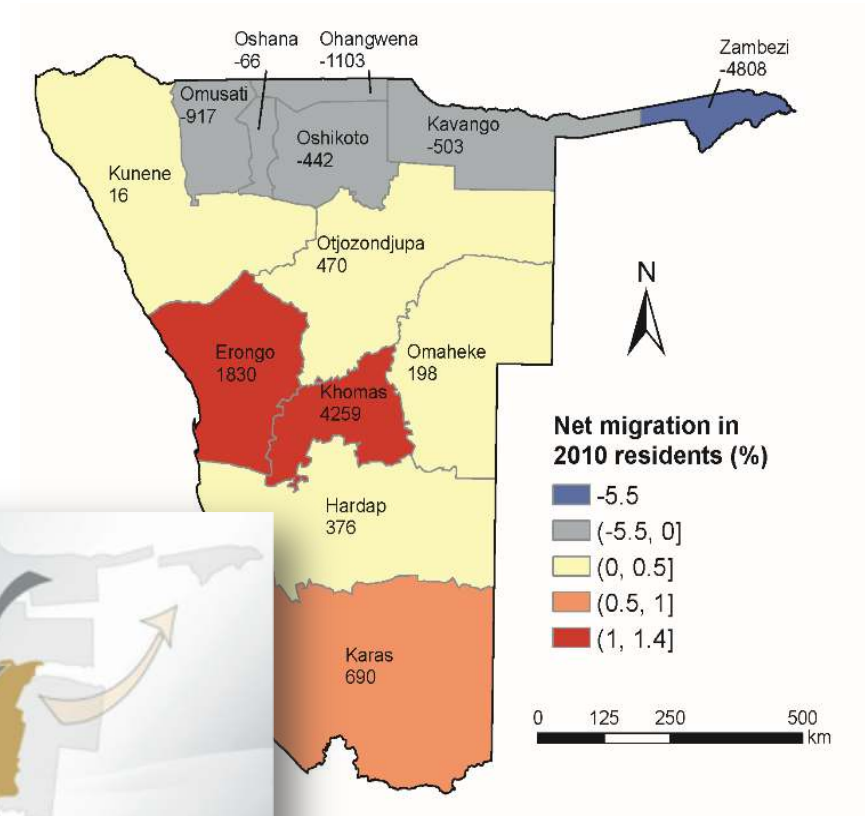 Oshana
-66
Ohangwena
-1103
Zambezi
-4808
Omusati
-917
Oshikoto
-442
Kavango
-503
Kunene
16
Otjozondjupa
470
N
Erongo
1830
Khomas
4259
Omaheke
198
Net migration in
2010 residents (%)
-5.5
(-5.5, 0]
(0, 0.5]
(0.5, 1]
(1, 1.4]
Hardap
376
Karas
690
0 125 250 500
km